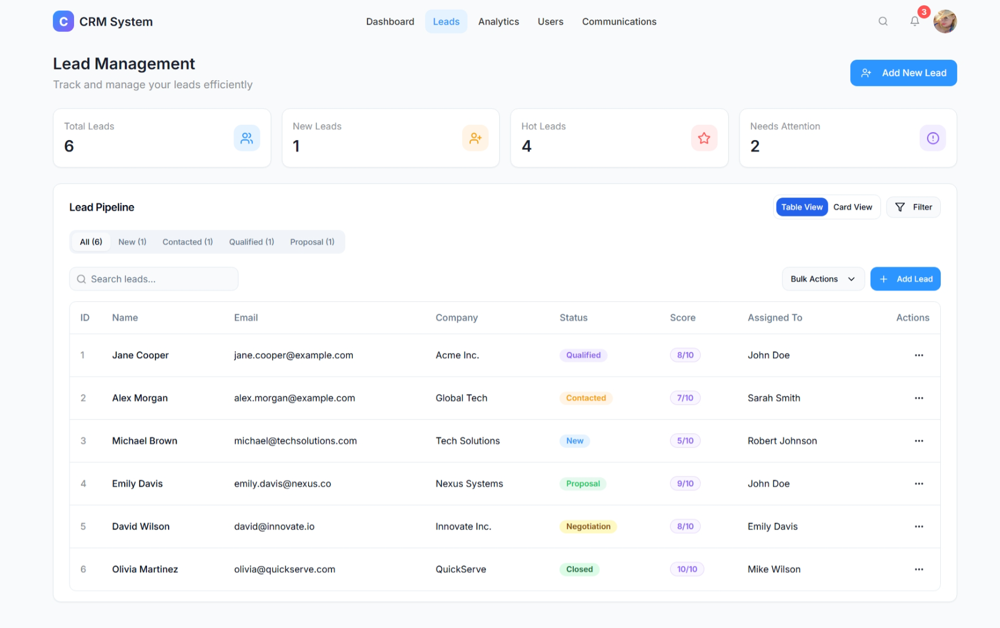 C CRM System Dashboard Leads Analytics Users Communications 3
Lead Management
Track and manage your leads efficiently
Add New Lead
Total Leads
6
New Leads
1
Hot Leads
4
Needs Attention
2
Lead Pipeline
Table View Card View Filter
All (6) New (1) Contacted (1) Qualified (1) Proposal (1)
Search leads... Bulk Actions Add Lead
ID Name Email Company Status Score Assigned To Actions
1 Jane Cooper jane.cooper@example.com Acme Inc. Qualified 8/10 John Doe
2 Alex Morgan alex.morgan@example.com Global Tech Contacted 7/10 Sarah Smith
3 Michael Brown michael@techsolutions.com Tech Solutions New 5/10 Robert Johnson
4 Emily Davis emily.davis@nexus.co Nexus Systems Proposal 9/10 John Doe
5 David Wilson david@innovate.io Innovate Inc. Negotiation 8/10 Emily Davis
6 Olivia Martinez olivia@quickserve.com QuickServe Closed 10/10 Mike Wilson